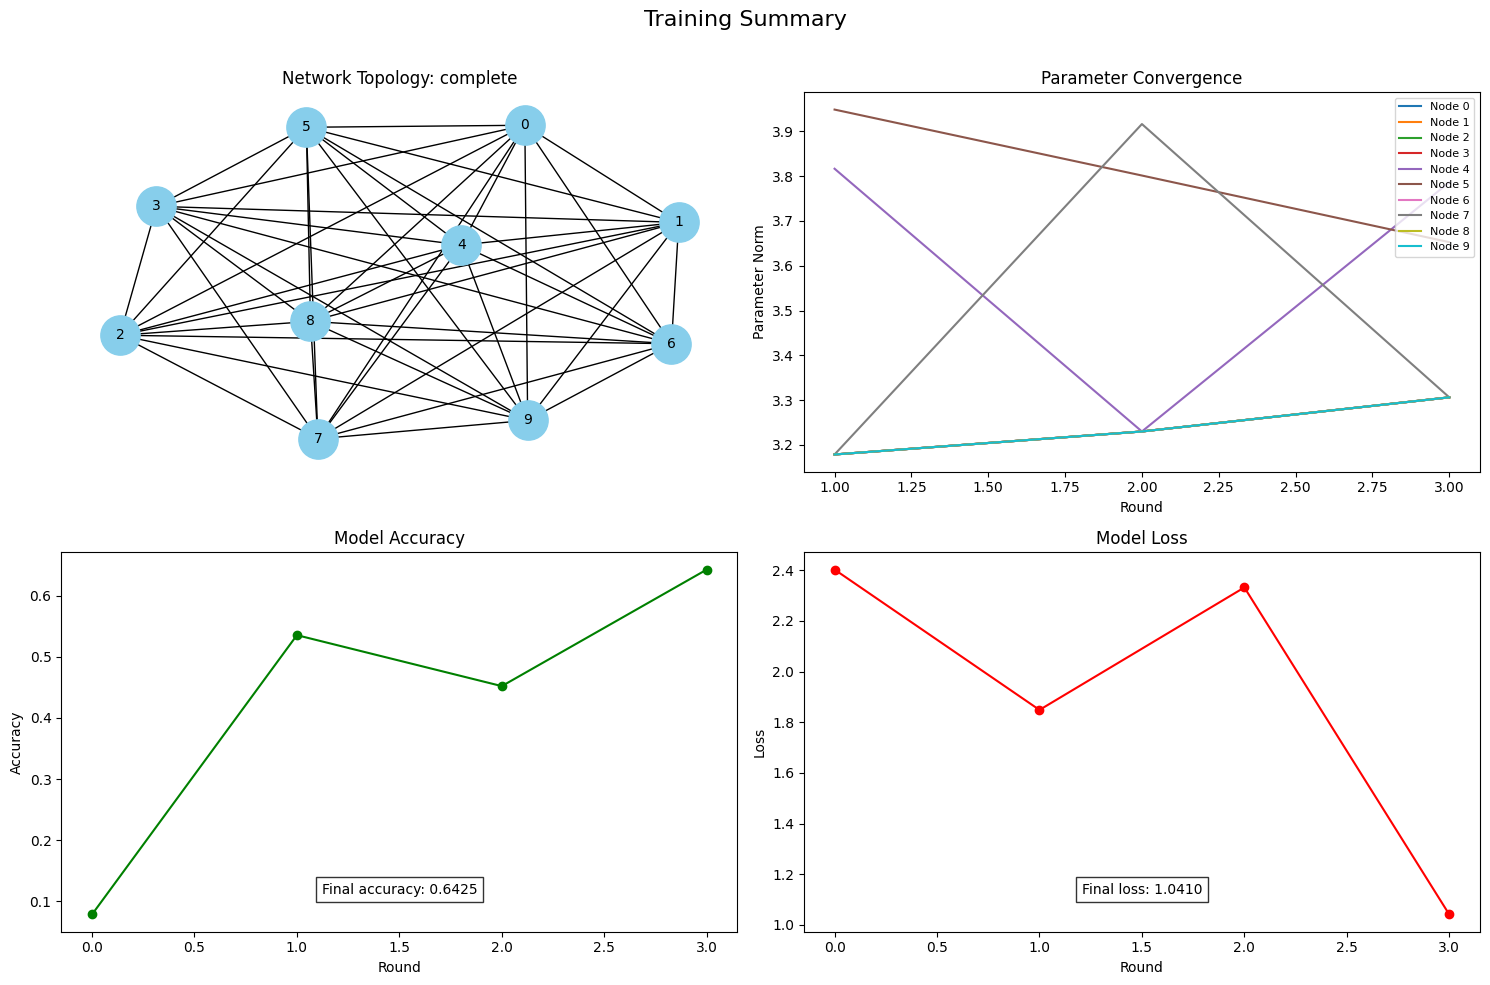 Training Summary
Network Topology: complete
5
0
3
1
4
8
2
6
9
7
Parameter Convergence
Parameter Norm
3.9
3.8
3.7
3.6
3.5
3.4
3.3
3.2
Node 0
Node 1
Node 2
Node 3
Node 4
Node 5
Node 6
Node 7
Node 8
Node 9
1.00 1.25 1.50 1.75 2.00 2.25 2.50 2.75 3.00
Round
Model Accuracy
Accuracy
0.6
0.5
0.4
0.3
0.2
0.1
Final accuracy: 0.6425
0.0 0.5 1.0 1.5 2.0 2.5 3.0
Round
Model Loss
Loss
2.4
2.2
2.0
1.8
1.6
1.4
1.2
1.0
Final loss: 1.0410
0.0 0.5 1.0 1.5 2.0 2.5 3.0
Round